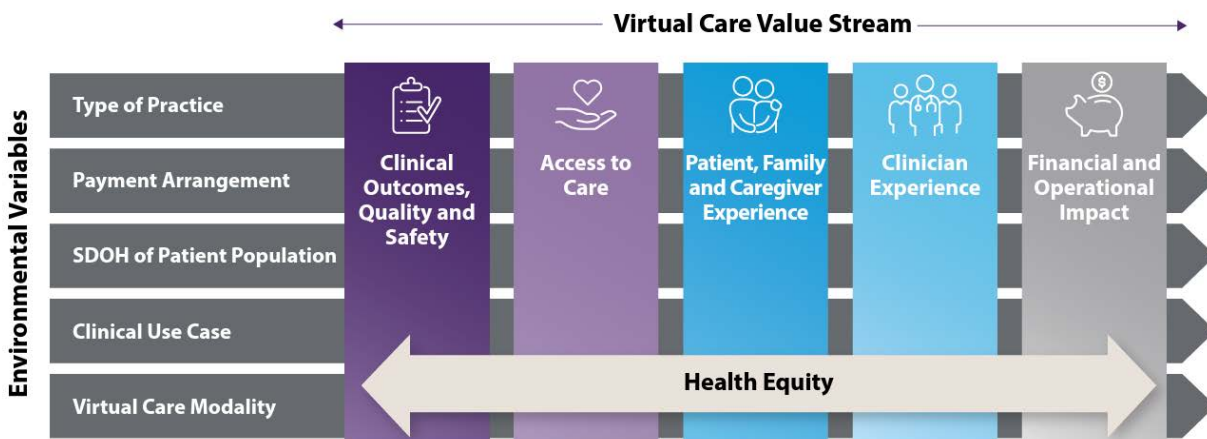 Virtual Care Value Stream
Environmental Variables
Type of Practice
Payment Arrangement
SDOH of Patient Population
Clinical Use Case
Virtual Care Modality
Clinical
Outcomes,
Quality and
Safety
Access to
Care
Patient, Family
and Caregiver
Experience
Clinician
Experience
$
Financial and
Operational
Impact
Health Equity